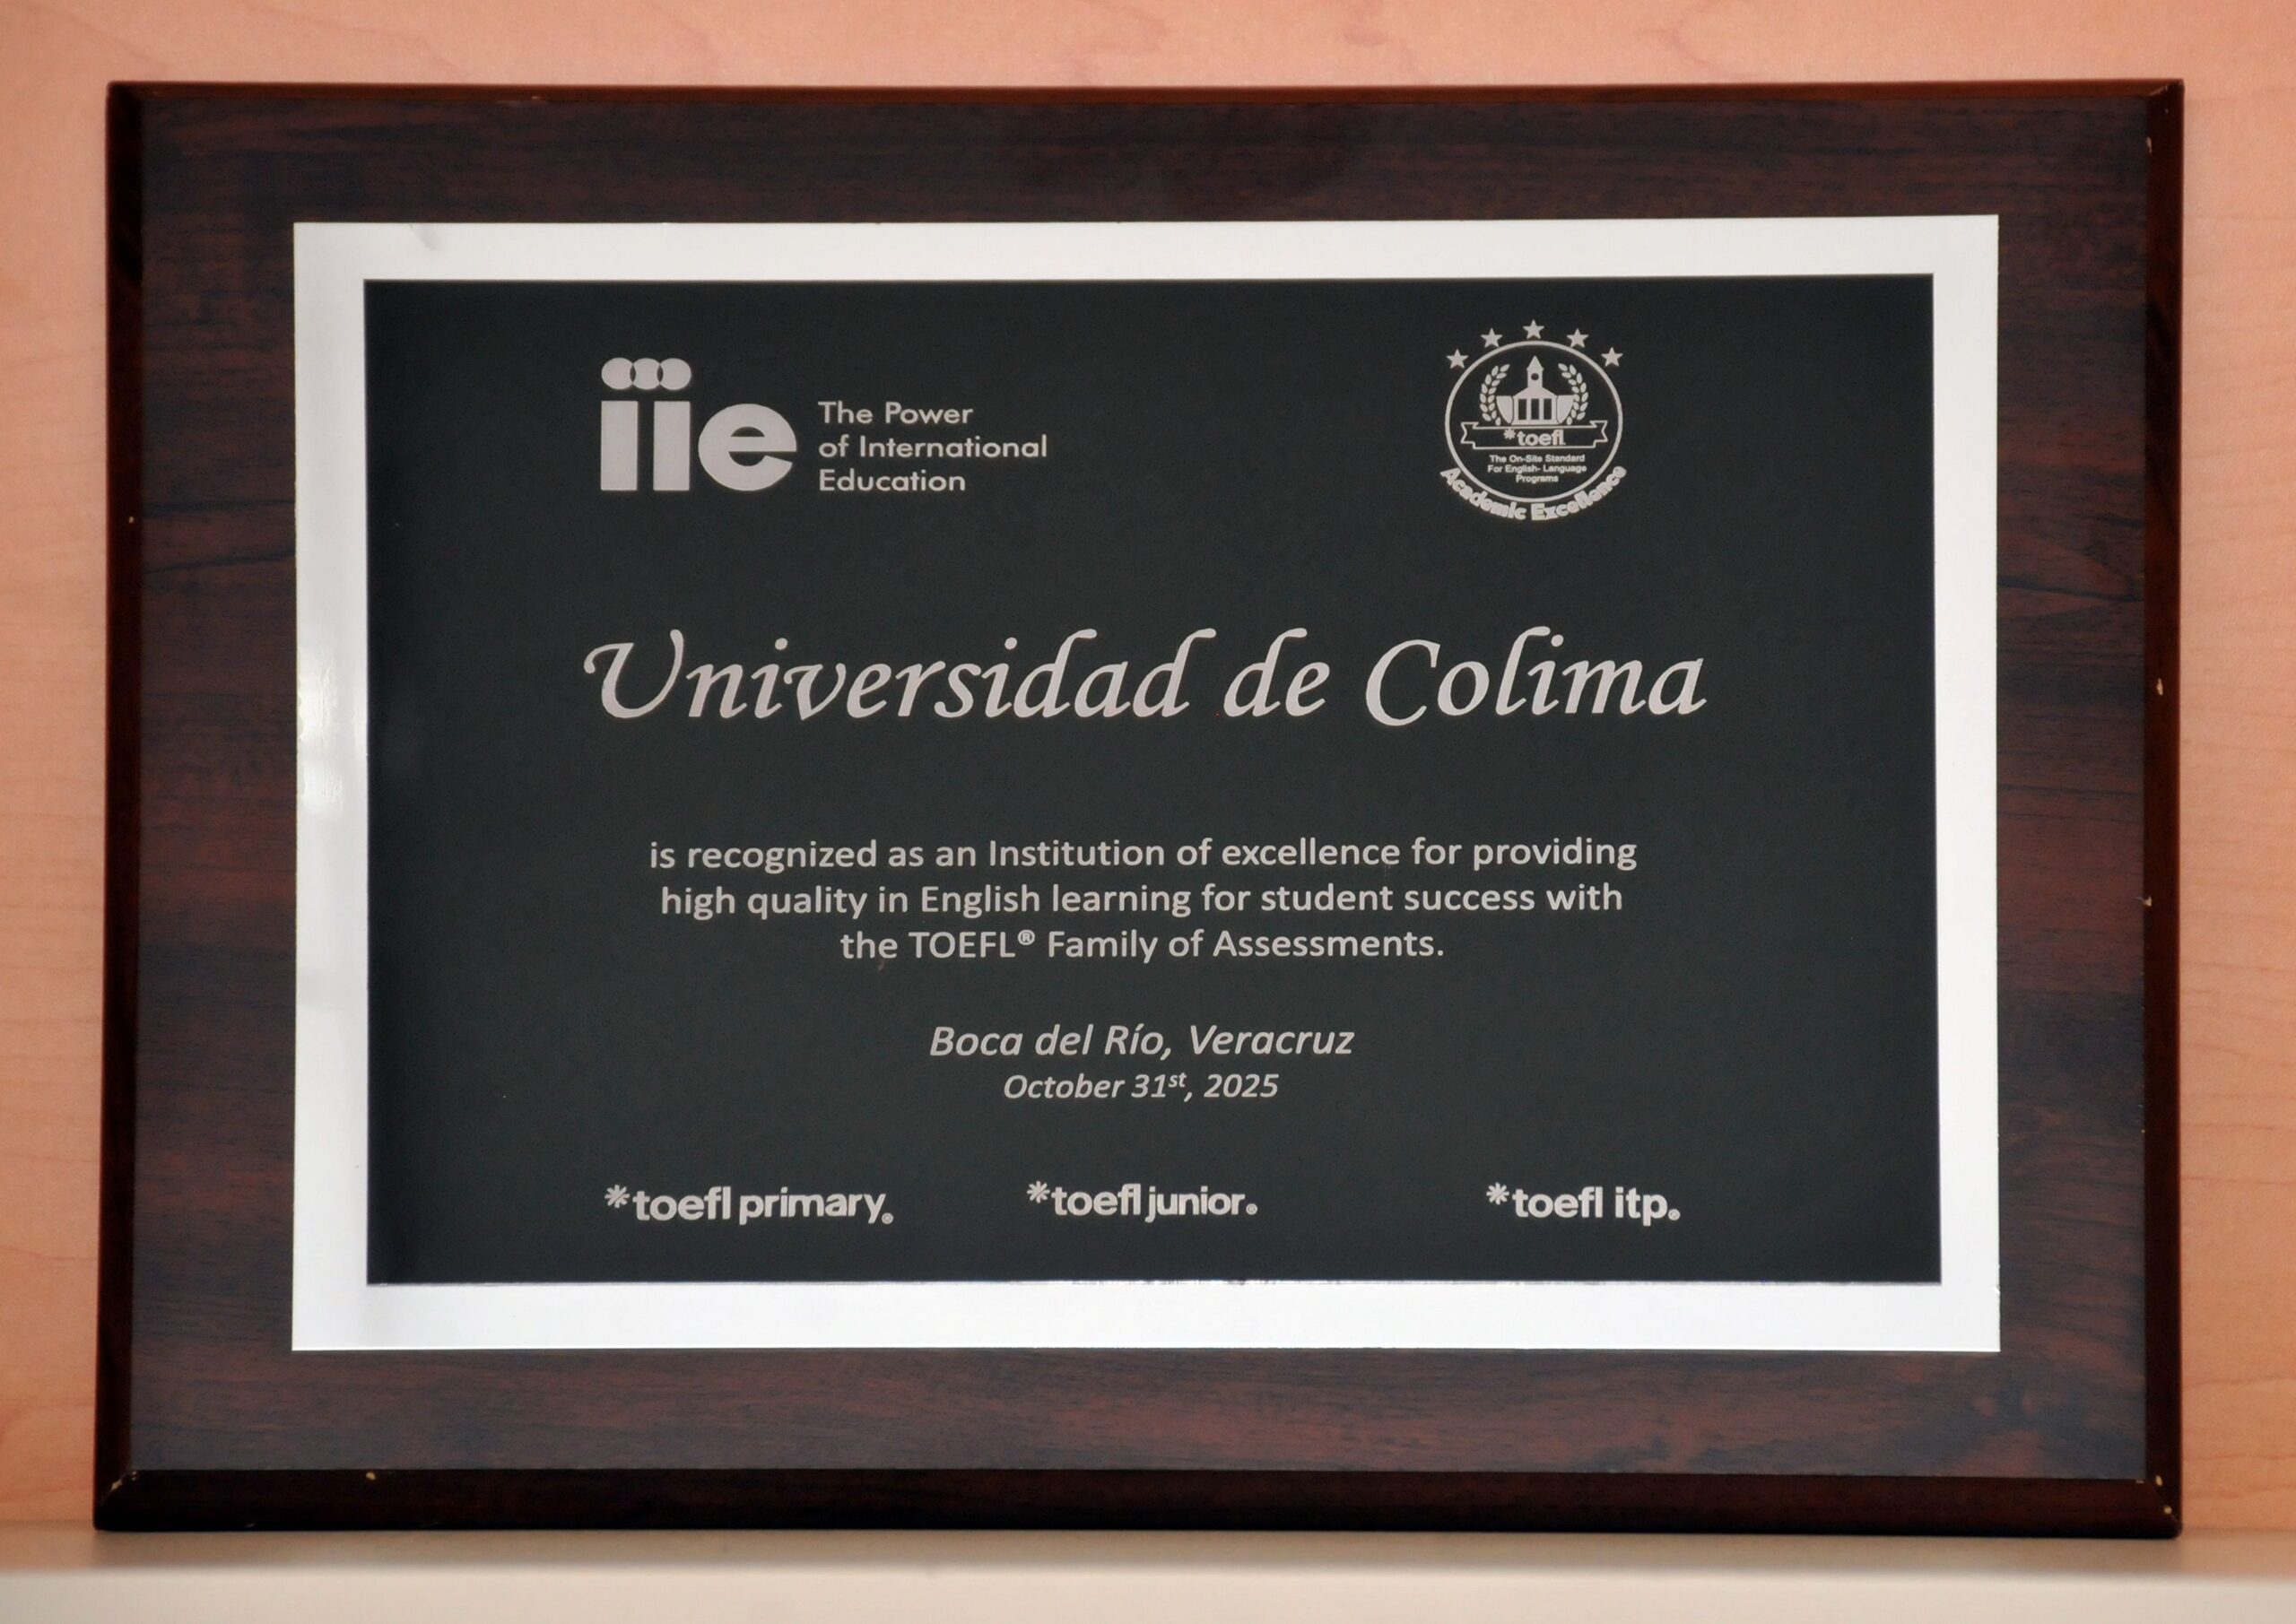 iie
The Power
of International
Education
*toefl
The On-Site Standard
For English- Language
Programs
Academic Excellence
Universidad de Colima
is recognized as an Institution of excellence for providing
high quality in English learning for student success with
the TOEFL® Family of Assessments.
Boca del Río, Veracruz
October 31st, 2025
*toefl primary®
*toefl junior®
*toefl itp®